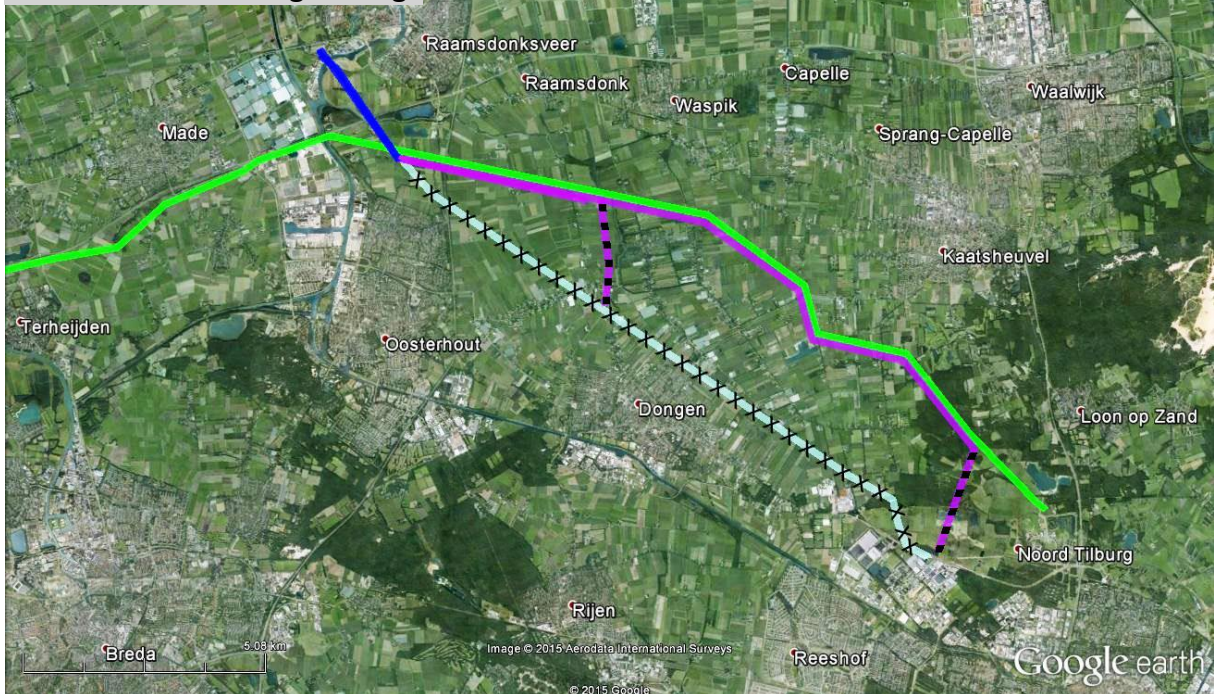 Raamsdonksveer
Raamsdonk
Capelle
Waspik
Waalwijk
Made
Sprang-Capelle
Kaatsheuvel
Terheijden
Oosterhout
Dongen
Loon op Zand
Noord Tilburg
Rijen
Reeshof
Breda
5.08 km
Image © 2015 Aerodata International Surveys
Google earth
© 2015 Google